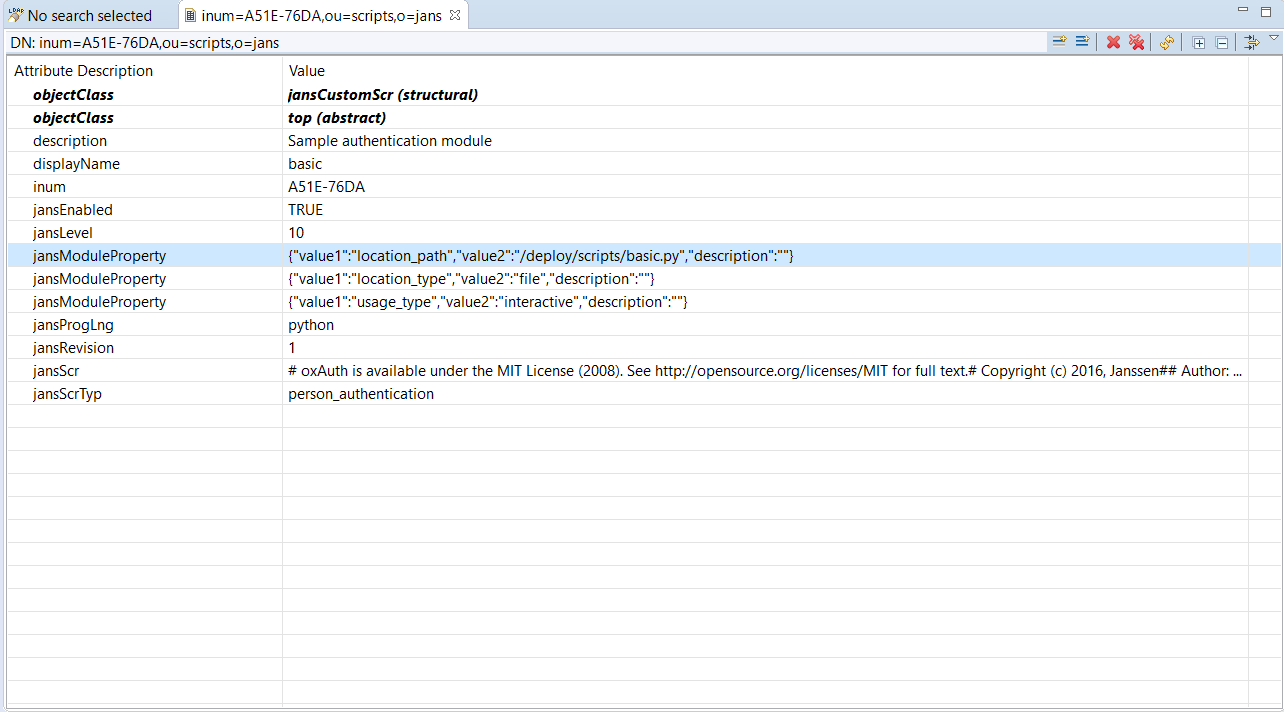 LDAP No search selected inum=A51E-76DA,ou=scripts,o=jans
DN: inum=A51E-76DA,ou=scripts,o=jans
Attribute Description Value
objectClass jansCustomScr (structural)
objectClass top (abstract)
description Sample authentication module
displayName basic
inum A51E-76DA
jansEnabled TRUE
jansLevel 10
jansModuleProperty {"value1":"location_path","value2":"/deploy/scripts/basic.py","description":""}
jansModuleProperty {"value1":"location_type","value2":"file","description":""}
jansModuleProperty {"value1":"usage_type","value2":"interactive","description":""}
jansProgLng python
jansRevision 1
jansScr # oxAuth is available under the MIT License (2008). See http://opensource.org/licenses/MIT for full text.# Copyright (c) 2016, Janssen## Author: ...
jansScrTyp person_authentication